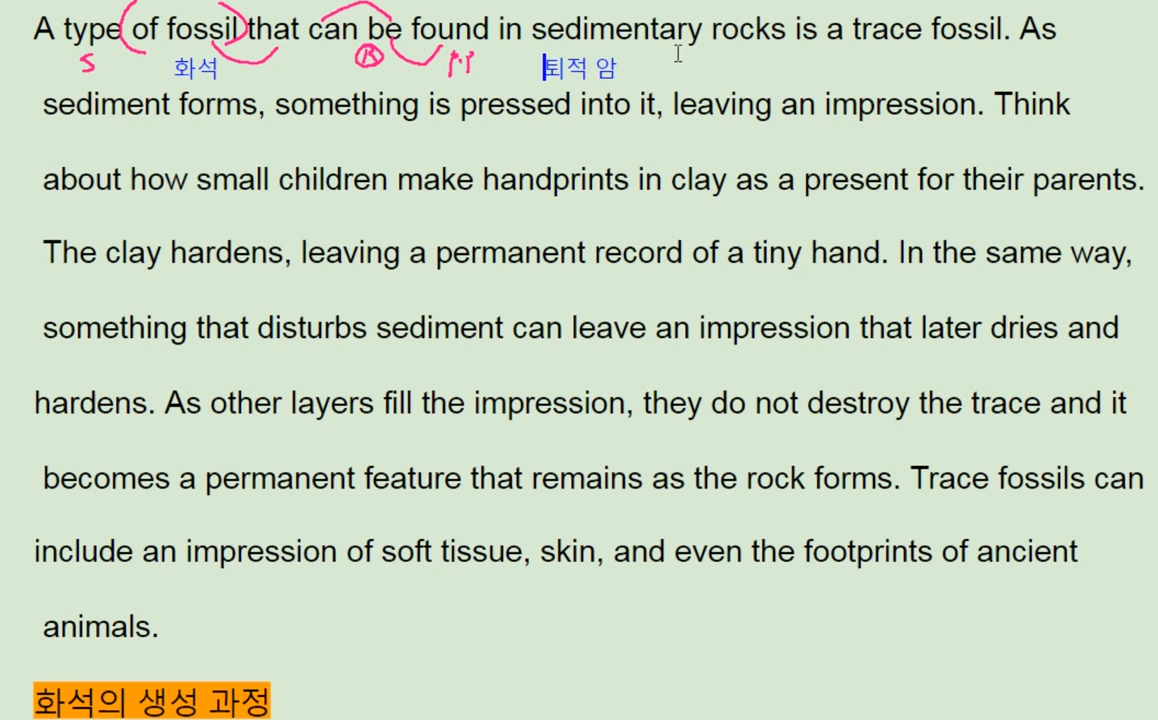 A type of fossil that can be found in sedimentary rocks is a trace fossil. As
S 화석 R 퇴적 암
sediment forms, something is pressed into it, leaving an impression. Think
about how small children make handprints in clay as a present for their parents.
The clay hardens, leaving a permanent record of a tiny hand. In the same way,
something that disturbs sediment can leave an impression that later dries and
hardens. As other layers fill the impression, they do not destroy the trace and it
becomes a permanent feature that remains as the rock forms. Trace fossils can
include an impression of soft tissue, skin, and even the footprints of ancient
animals.
화석의 생성 과정